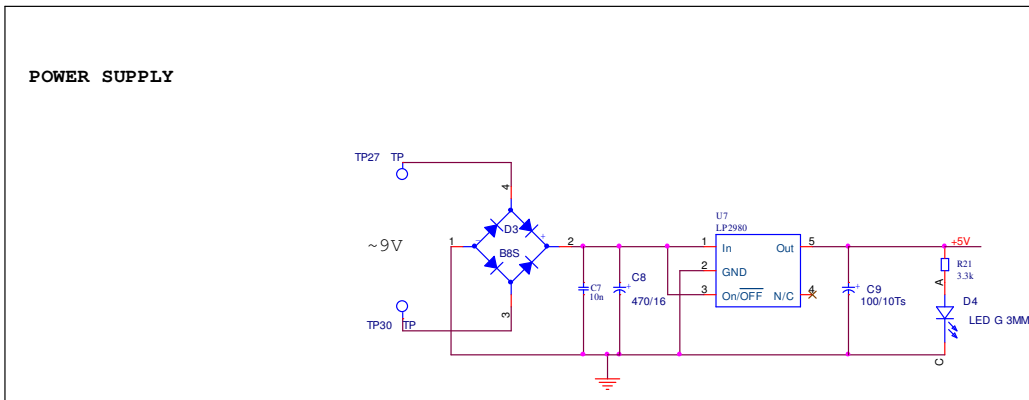 POWER SUPPLY
TP27 TP
4
U7
LP2980
~9V
1
D3
B8S
2
1
In
Out
5
+5V
2
GND
R21
3.3k
C7
10n
C8
470/16
3
On/OFF
N/C
4
C9
100/10Ts
A
D4
LED G 3MM
3
TP30 TP
C